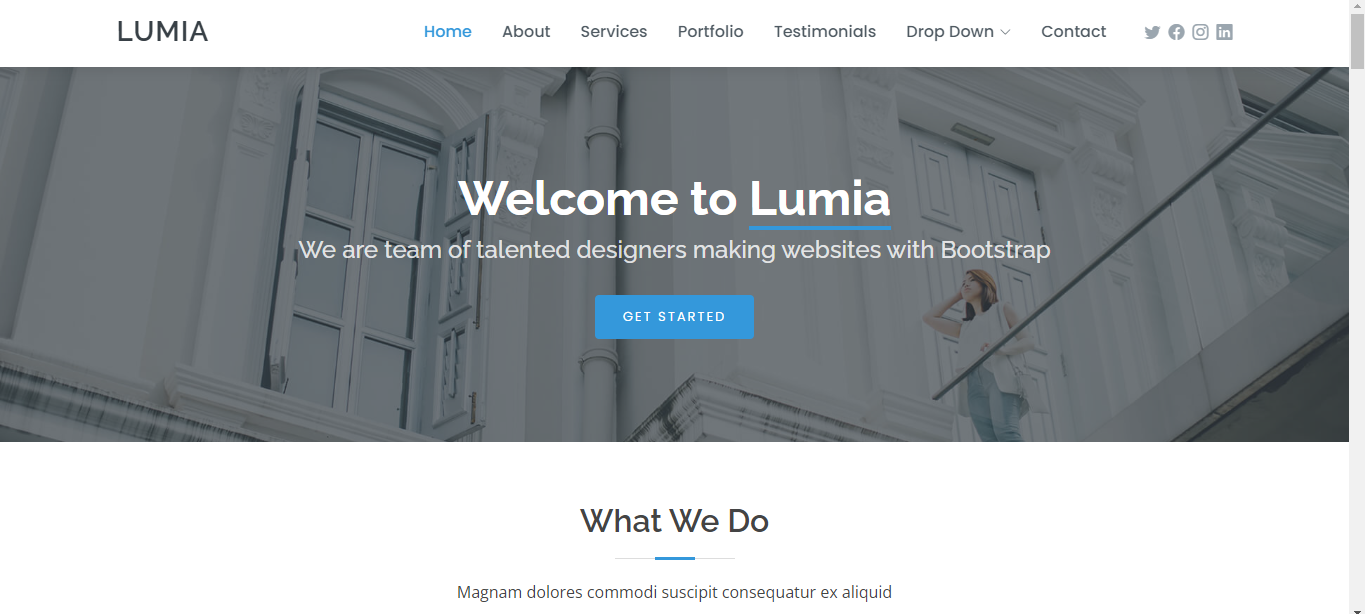 LUMIA
Home About Services Portfolio Testimonials Drop Down Contact
Welcome to Lumia
We are team of talented designers making websites with Bootstrap
GET STARTED
What We Do
Magnam dolores commodi suscipit consequatur ex aliquid